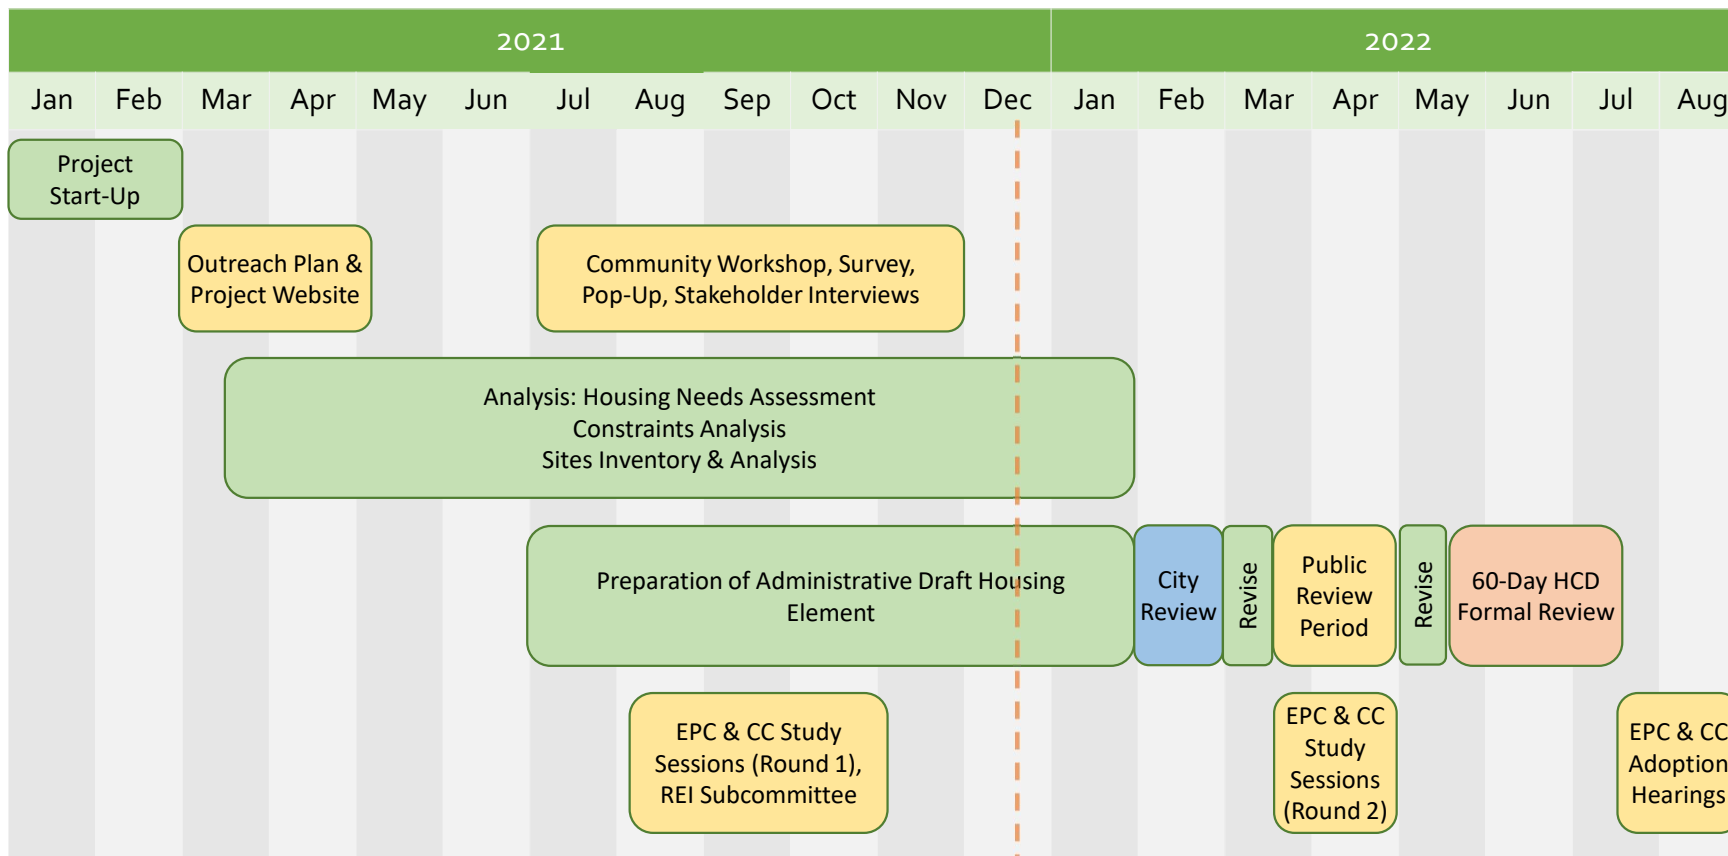 2021
2022
Jan Feb Mar Apr May Jun Jul Aug Sep Oct Nov Dec Jan Feb Mar Apr May Jun Jul Aug
Project
Start-Up
Outreach Plan &
Project Website
Community Workshop, Survey,
Pop-Up, Stakeholder Interviews
Analysis: Housing Needs Assessment
Constraints Analysis
Sites Inventory & Analysis
Preparation of Administrative Draft Housing
Element
City
Review
Revise
Public
Review
Period
Revise
60-Day HCD
Formal Review
EPC & CC Study
Sessions (Round 1),
REI Subcommittee
EPC & CC
Study
Sessions
(Round 2)
EPC & CC
Adoption
Hearings